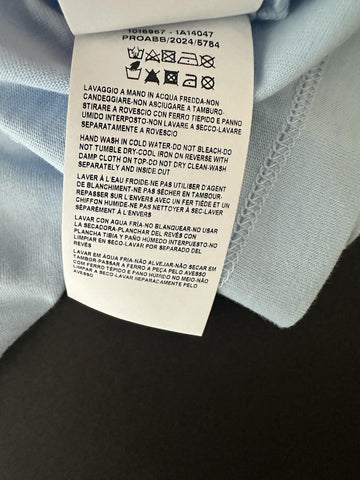 1016967 - 1A14047
PROABB/2024/5784
LAVAGGIO A MANO IN ACQUA FREDDA-NON
CANDEGGIARE-NON ASCIUGARE A TAMBURO-
STIRARE A ROVESCIO CON FERRO TIEPIDO E PANNO
UMIDO INTERPOSTO-NON LAVARE A SECCO-LAVARE
SEPARATAMENTE A ROVESCIO
HAND WASH IN COLD WATER-DO NOT BLEACH-DO
NOT TUMBLE DRY-COOL IRON ON REVERSE WITH
DAMP CLOTH ON TOP-DO NOT DRY CLEAN-WASH
SEPARATELY AND INSIDE OUT
LAVER À L'EAU FROIDE-NE PAS UTILISER D'AGENT
DE BLANCHIMENT-NE PAS SÉCHER EN TAMBOUR-
REPASSER SUR L'ENVERS AVEC UN FER TIÈDE ET UN
CHIFFON HUMIDE-NE PAS NETTOYER À SEC-LAVER
SÉPARÉMENT À L'ENVERS
LAVAR CON AGUA FRÍA-NO BLANQUEAR-NO USAR
LA SECADORA-PLANCHAR DEL REVÉS CON
PLANCHA TIBIA Y PAÑO HÚMEDO INTERPUESTO-NO
LIMPIAR EN SECO-LAVAR POR SEPARADO DEL
REVÉS
LAVAR EM ÁGUA FRIA-NÃO ALVEJAR-NÃO SECAR EM
TAMBOR-PASSAR A FERRO A PEÇA PELO AVESSO
COM FERRO TÉPIDO E PANO HÚMIDO NO MEIO-NÃO
LIMPAR A SECO-LAVAR SEPARADAMENTE PELO
AVESSO